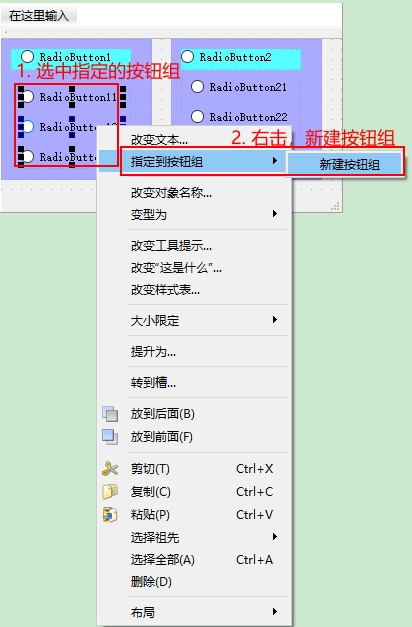 在这里输入
RadioButton1
RadioButton2
1. 选中指定的按钮组
RadioButton11
RadioButton21
RadioButton22
2. 右击，新建按钮组
RadioButto
改变文本...
指定到按钮组
新建按钮组
改变对象名称...
变型为
改变工具提示...
改变“这是什么”...
改变样式表...
大小限定
提升为...
转到槽...
放到后面(B)
放到前面(F)
剪切(T) Ctrl+X
复制(C) Ctrl+C
粘贴(P) Ctrl+V
选择祖先
选择全部(A) Ctrl+A
删除(D)
布局